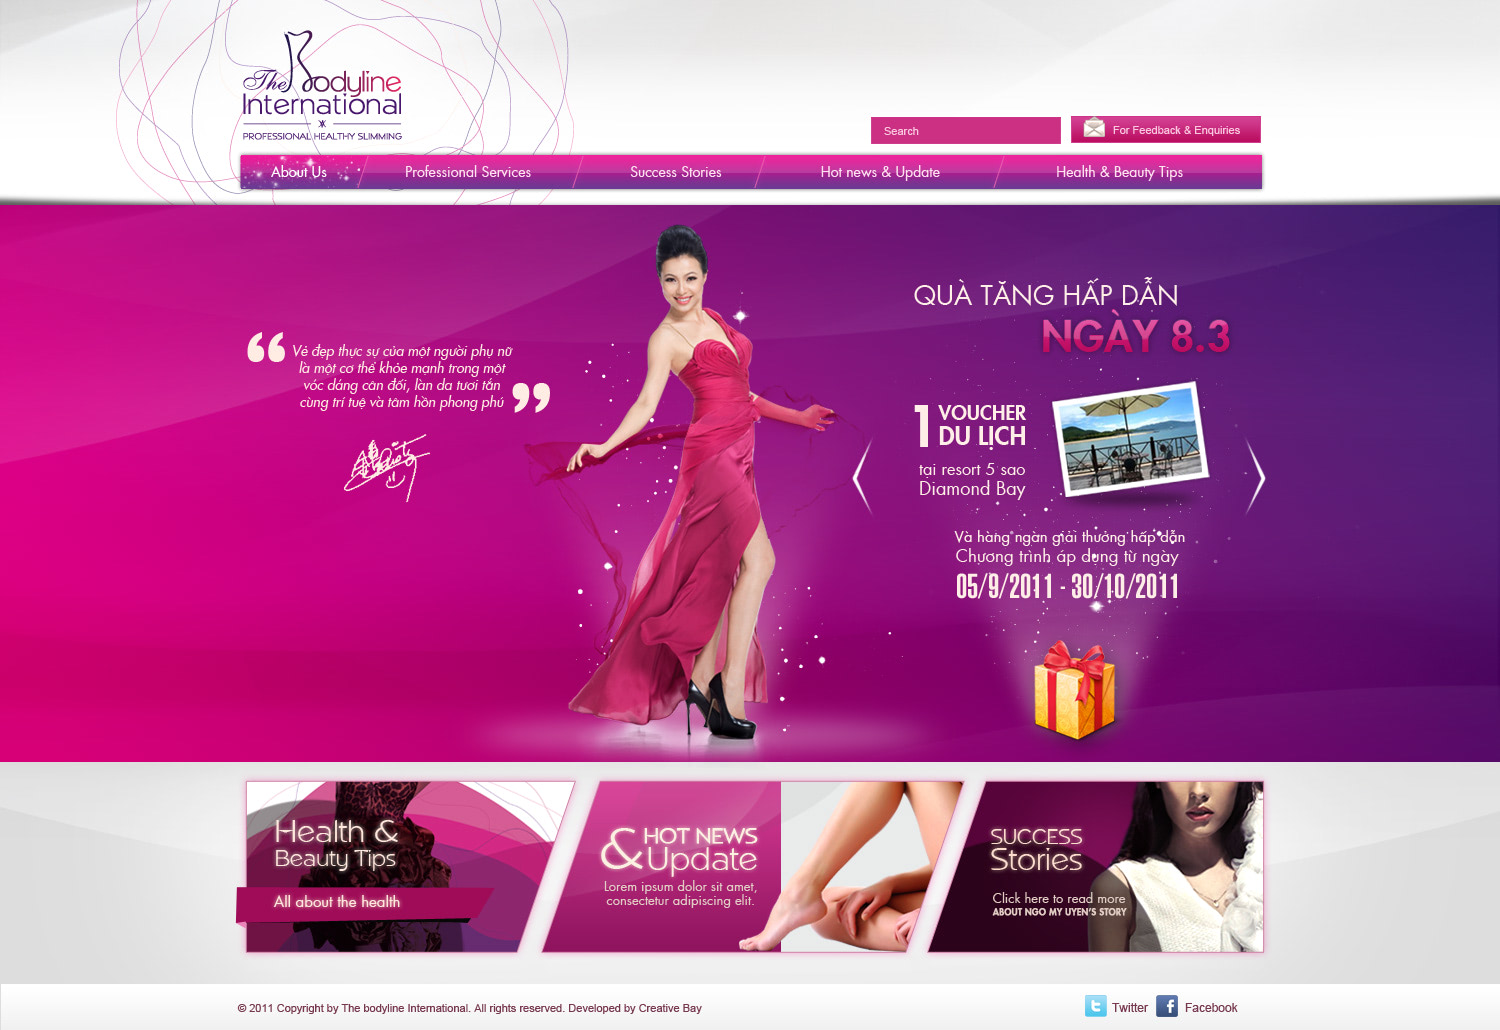 The Bodyline
International
PROFESSIONAL HEALTHY SLIMMING
Search
For Feedback & Enquiries
About Us
Professional Services
Success Stories
Hot news & Update
Health & Beauty Tips
“ Vẻ đẹp thực sự của một người phụ nữ
là một cơ thể khỏe mạnh trong một
vóc dáng cân đối, làn da tươi tắn
cùng trí tuệ và tâm hồn phong phú ”
QUÀ TẶNG HẤP DẪN
NGÀY 8.3
1 VOUCHER
DU LỊCH
tại resort 5 sao
Diamond Bay
Và hàng ngàn giải thưởng hấp dẫn
Chương trình áp dụng từ ngày
05/9/2011 - 30/10/2011
Health &
Beauty Tips
All about the health
HOT NEWS
& Update
Lorem ipsum dolor sit amet,
consectetur adipiscing elit.
SUCCESS
Stories
Click here to read more
ABOUT NGO MY UYEN'S STORY
© 2011 Copyright by The bodyline International. All rights reserved. Developed by Creative Bay
Twitter
Facebook